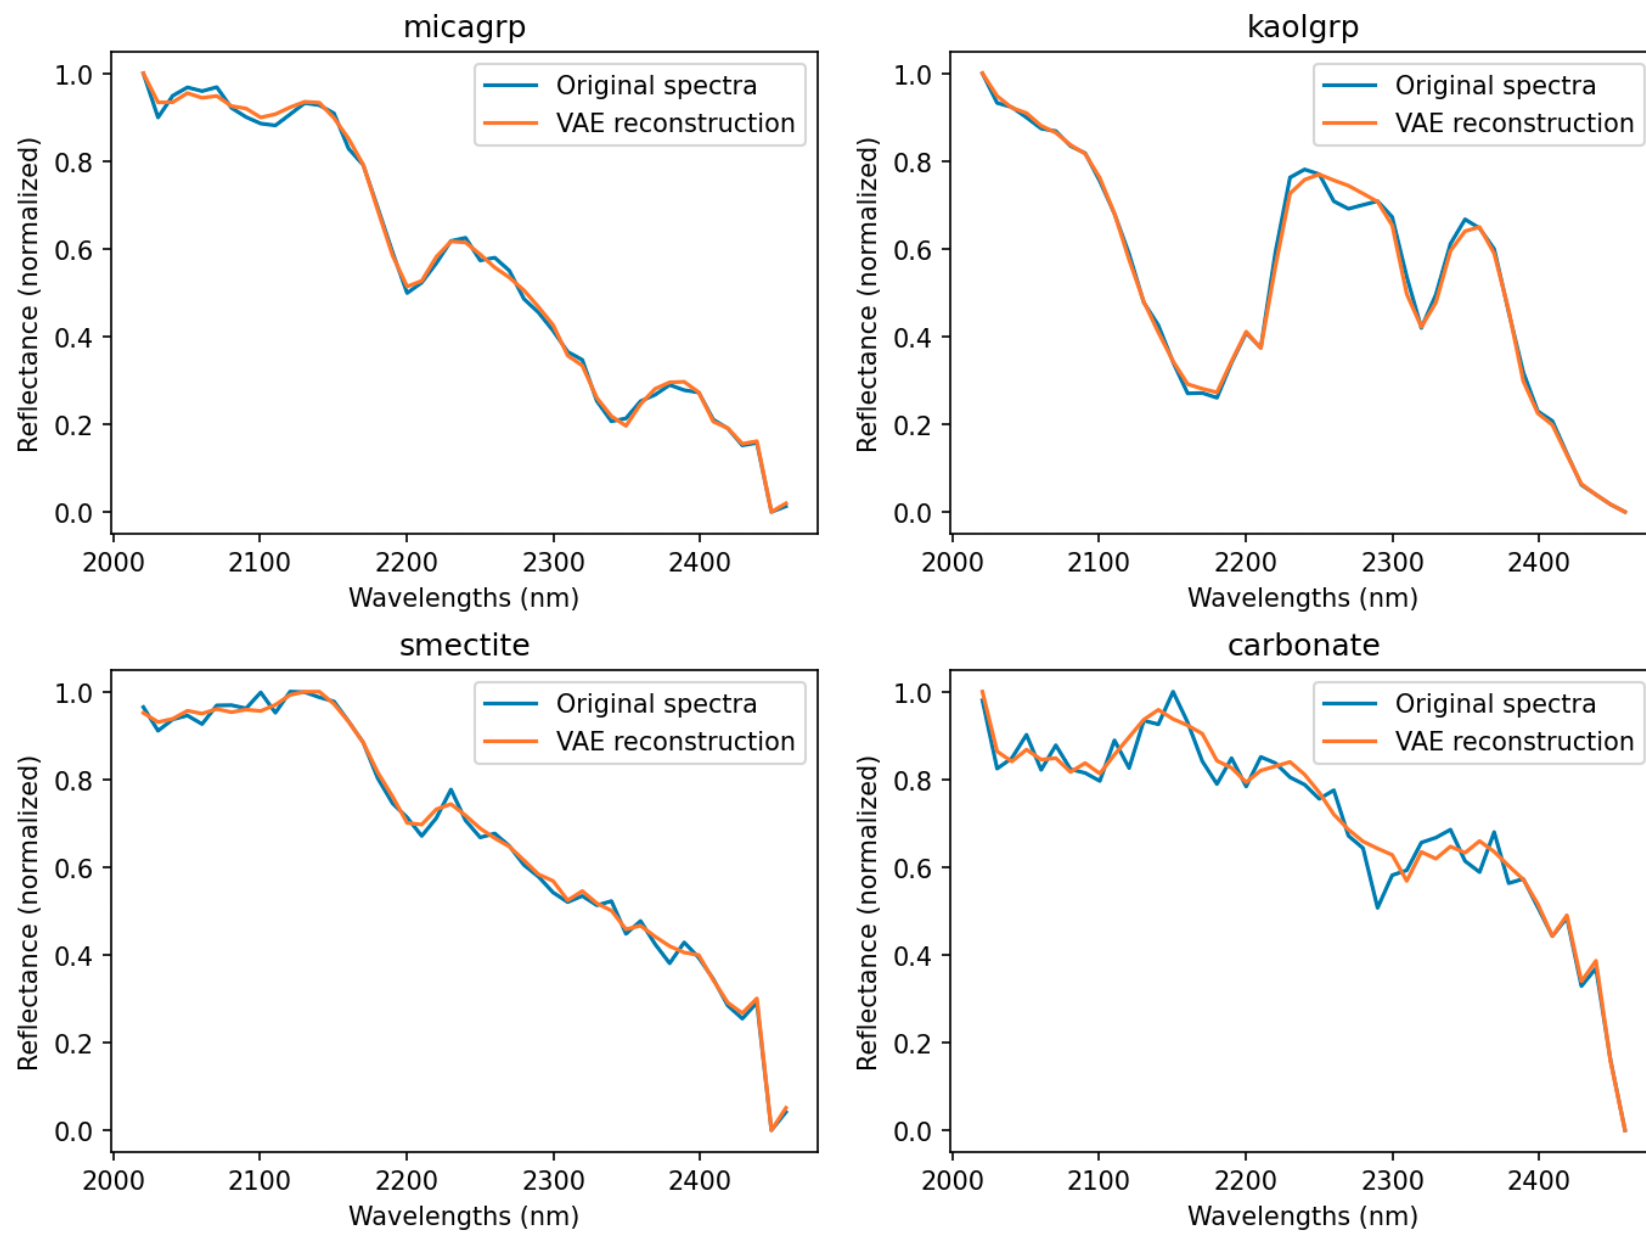 micagrp
Original spectra
VAE reconstruction
Reflectance (normalized)
1.0
0.8
0.6
0.4
0.2
0.0
2000 2100 2200 2300 2400
Wavelengths (nm)
kaolgrp
Original spectra
VAE reconstruction
Reflectance (normalized)
1.0
0.8
0.6
0.4
0.2
0.0
2000 2100 2200 2300 2400
Wavelengths (nm)
smectite
Original spectra
VAE reconstruction
Reflectance (normalized)
1.0
0.8
0.6
0.4
0.2
0.0
2000 2100 2200 2300 2400
Wavelengths (nm)
carbonate
Original spectra
VAE reconstruction
Reflectance (normalized)
1.0
0.8
0.6
0.4
0.2
0.0
2000 2100 2200 2300 2400
Wavelengths (nm)